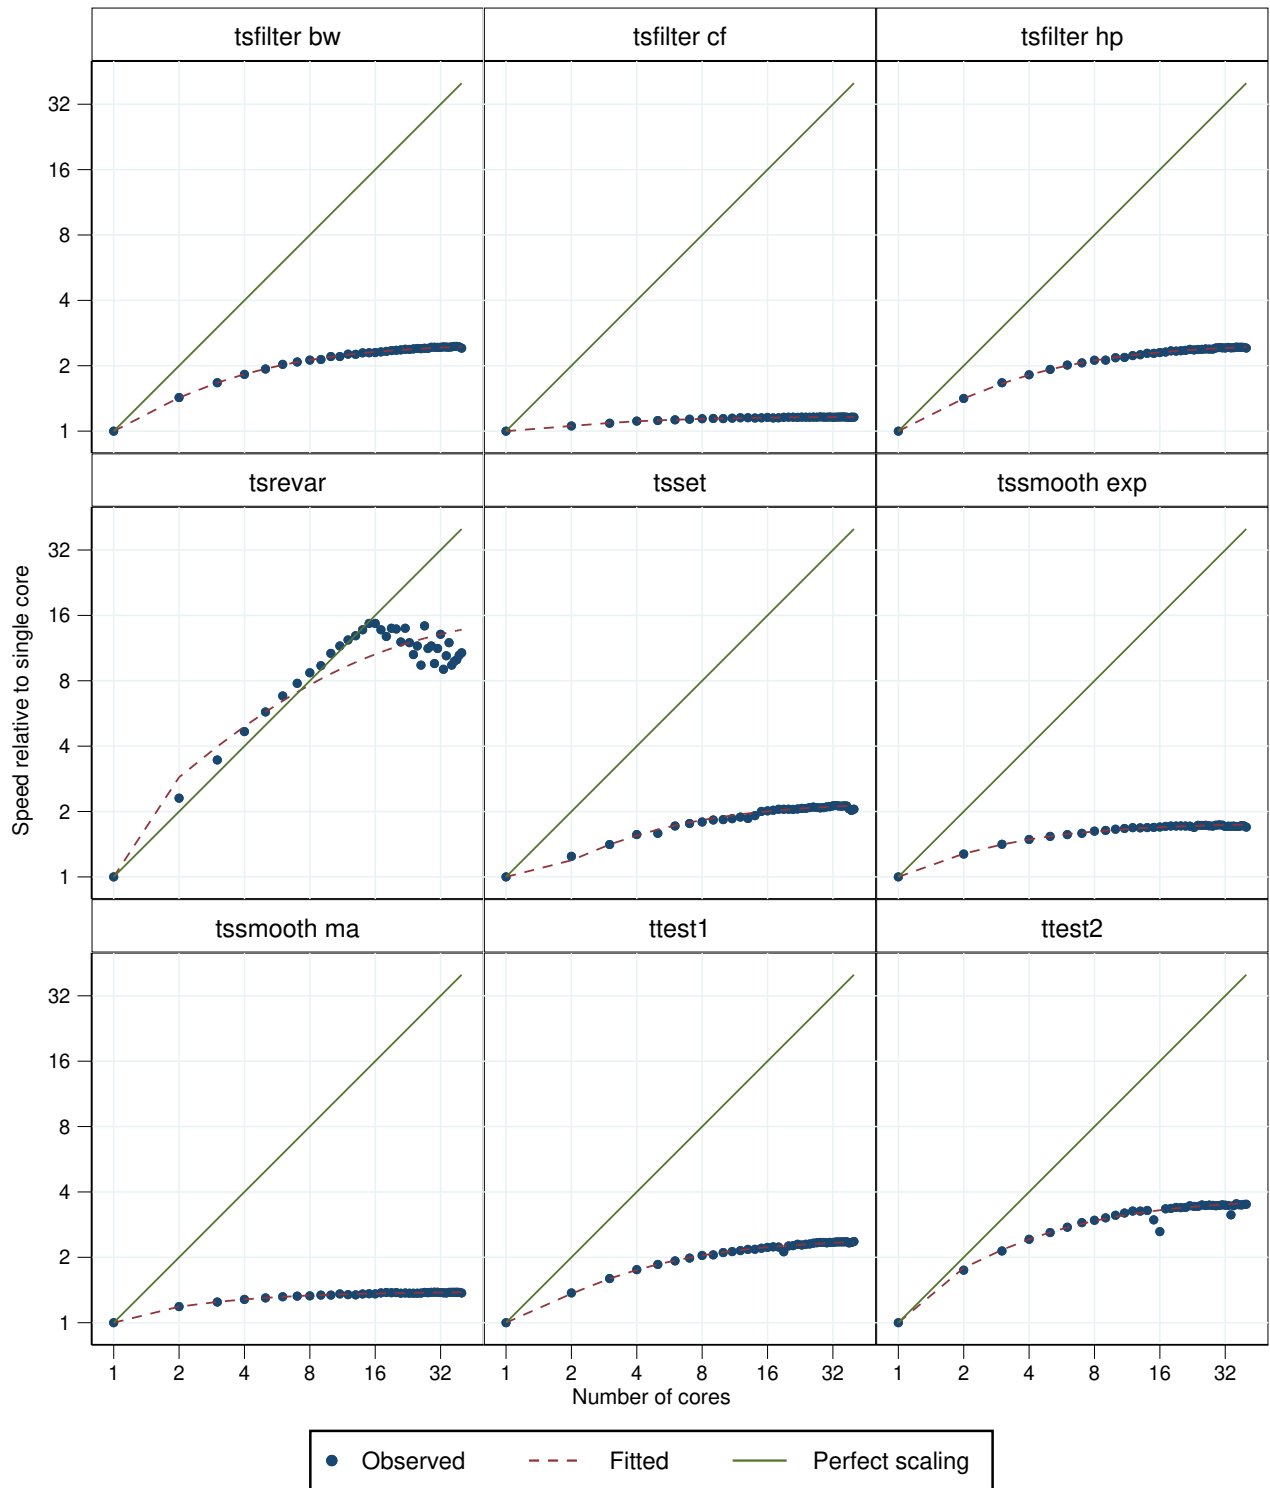 tsfilter bw tsfilter cf tsfilter hp
32
16
8
4
2
1
tsrevar tsset tssmooth exp
32
16
8
4
2
1
Speed relative to single core
tssmooth ma ttest1 ttest2
32
16
8
4
2
1
1 2 4 8 16 32 1 2 4 8 16 32 1 2 4 8 16 32
Number of cores
Observed Fitted Perfect scaling